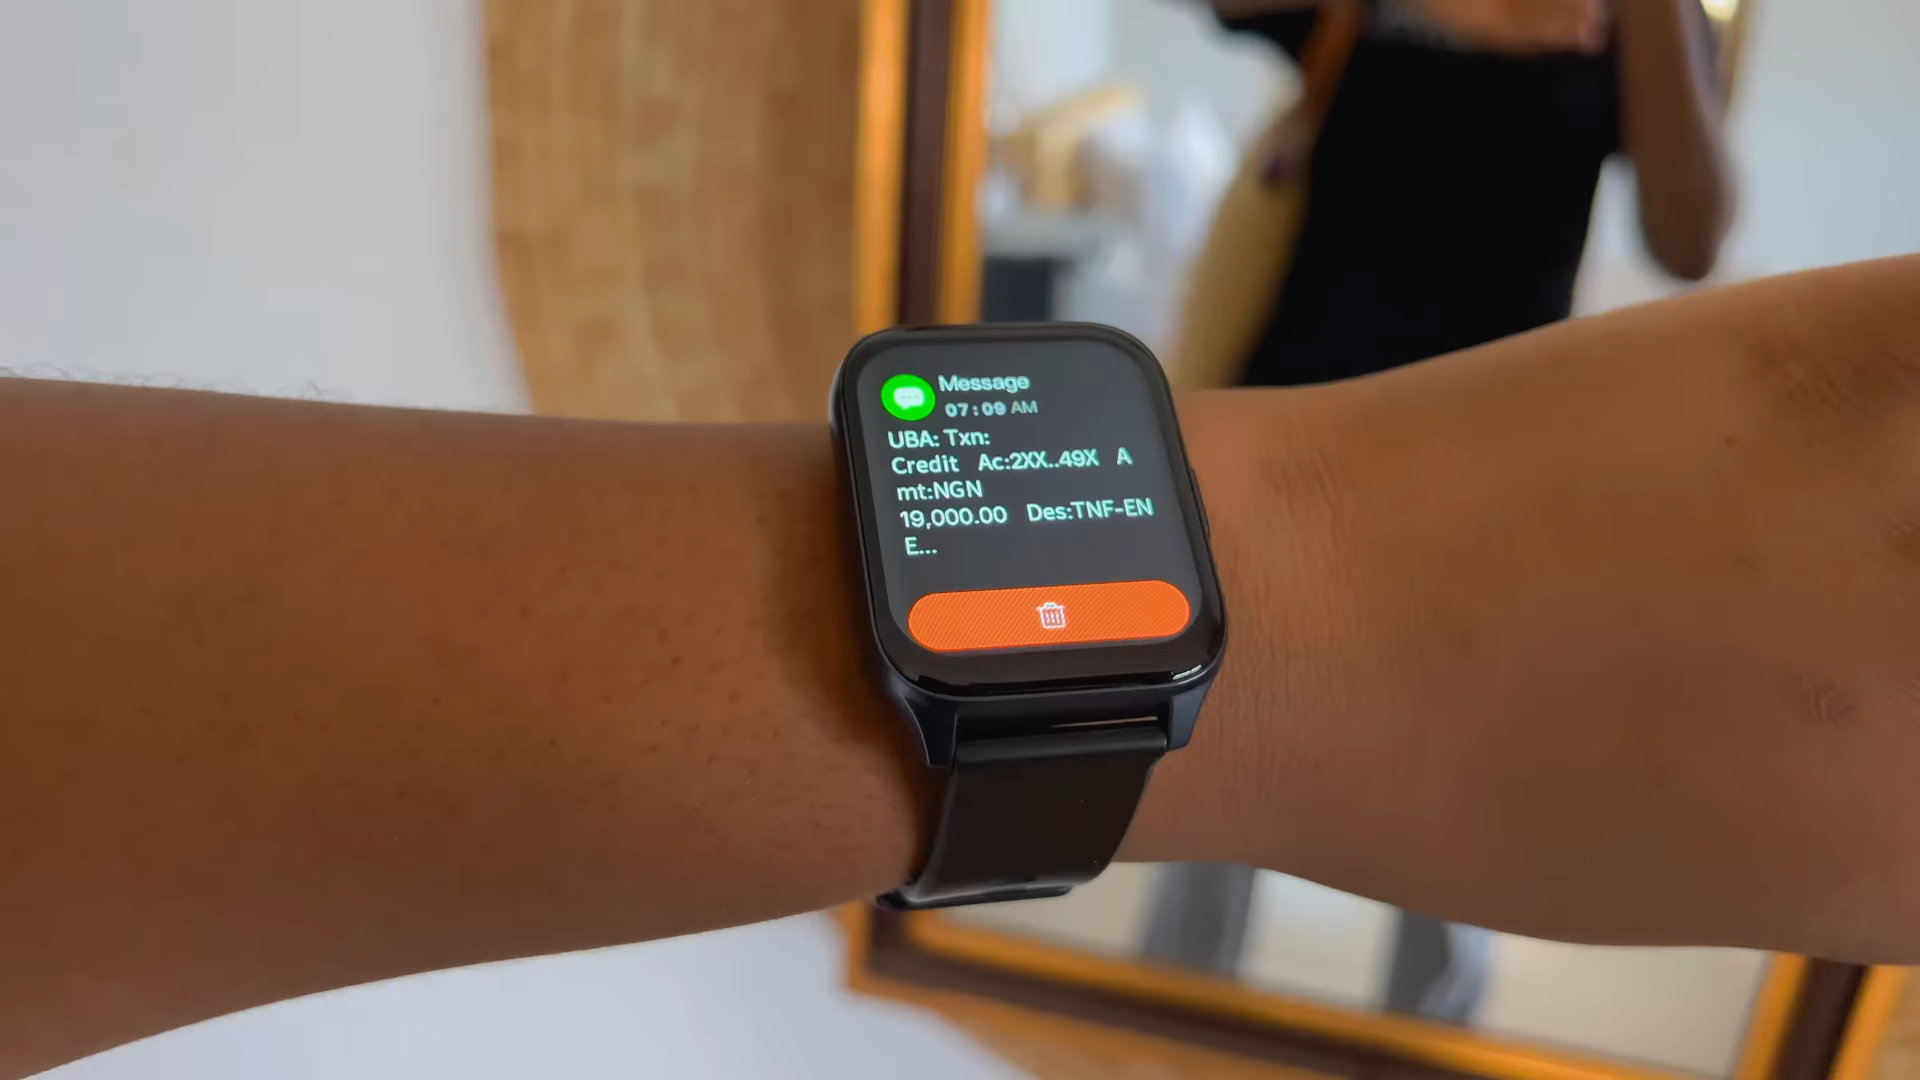 Message
07:09 AM
UBA: Txn:
Credit Ac:2XX..49X A
mt:NGN
19,000.00 Des:TNF-EN
E...